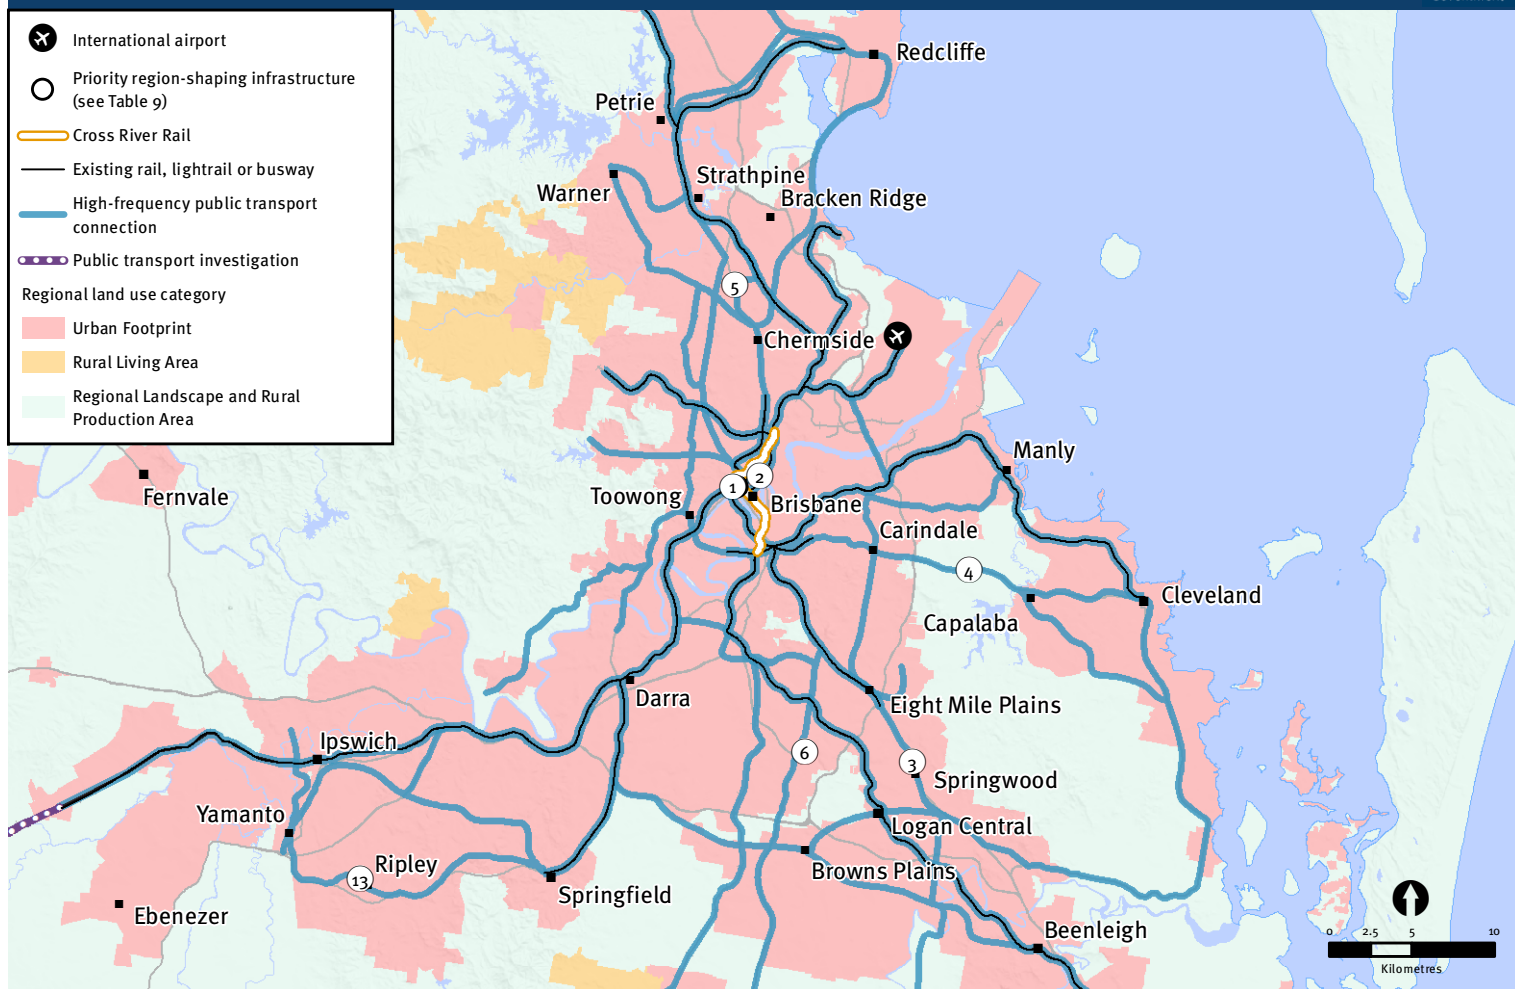 International airport
Priority region-shaping infrastructure
(see Table 9)
Cross River Rail
Existing rail, lightrail or busway
High-frequency public transport
connection
Public transport investigation
Regional land use category
Urban Footprint
Rural Living Area
Regional Landscape and Rural
Production Area
Redcliffe
Petrie
Strathpine
Warner
Bracken Ridge
5
Chermside
Manly
Fernvale
Toowong
1
2
Brisbane
Carindale
4
Cleveland
Capalaba
Darra
Eight Mile Plains
Ipswich
6
3
Springwood
Yamanto
Logan Central
Ripley
13
Browns Plains
Springfield
Ebenezer
Beenleigh
0 2.5 5 10
Kilometres